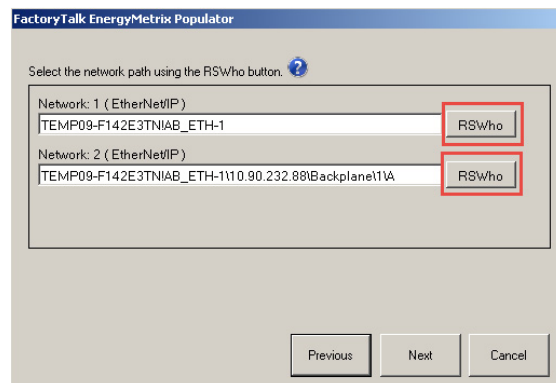 FactoryTalk EnergyMetrix Populator
Select the network path using the RSWho button. ?
Network: 1 ( EtherNet/IP )
TEMP09-F142E3TN!AB_ETH-1
RSWho
Network: 2 ( EtherNet/IP )
TEMP09-F142E3TN!AB_ETH-1\10.90.232.88\Backplane\1\A
RSWho
Previous Next Cancel